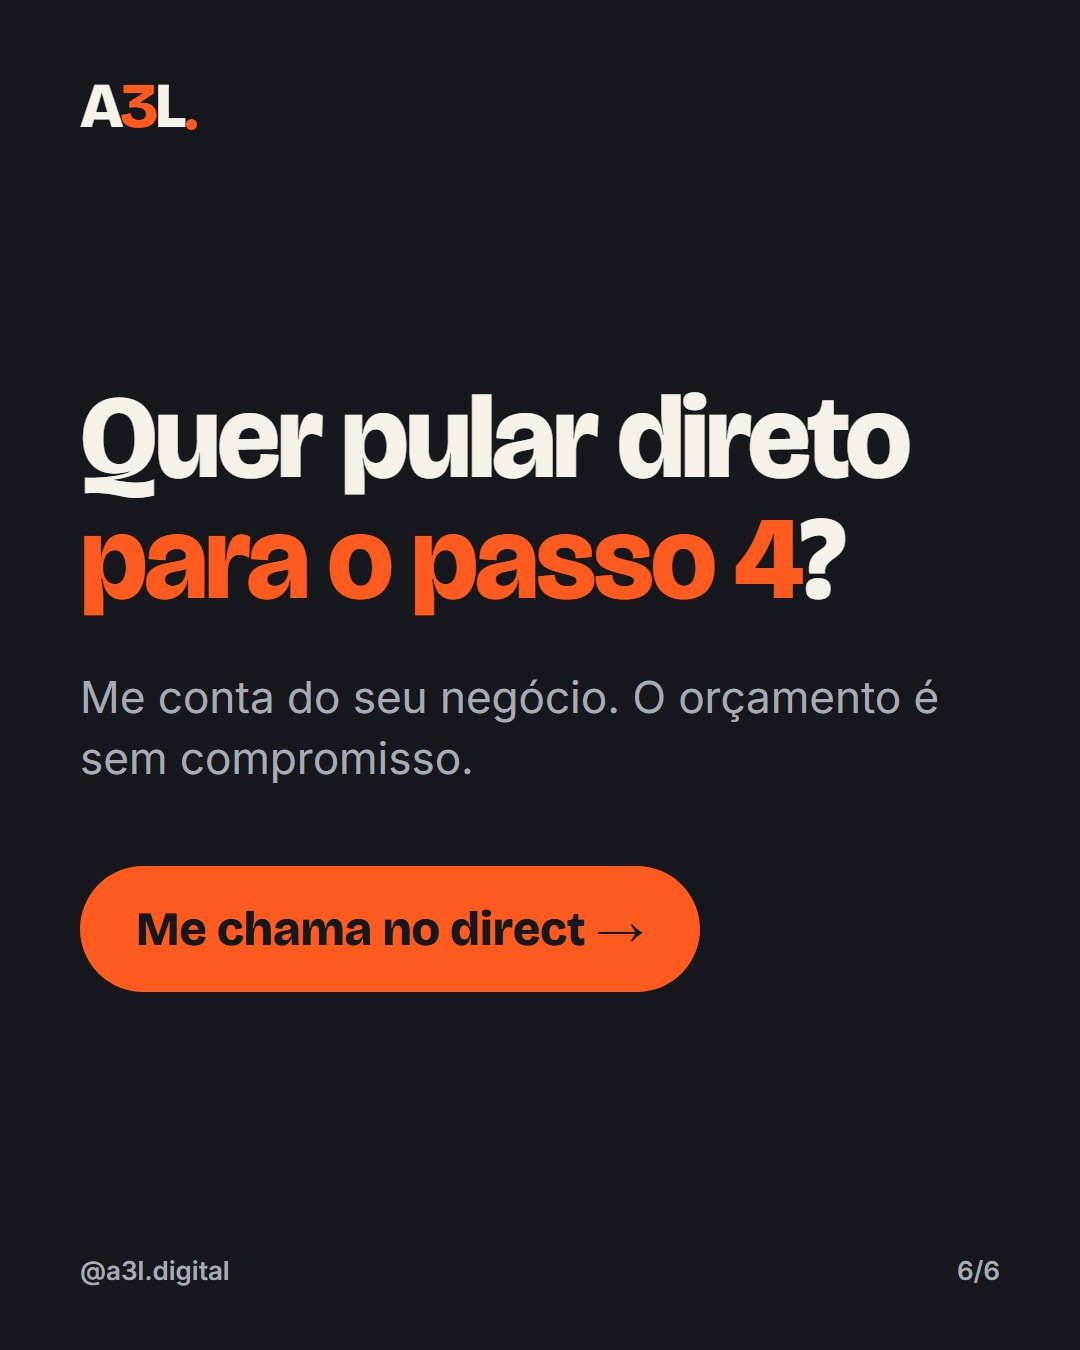 A3L.
Quer pular direto
para o passo 4?
Me conta do seu negócio. O orçamento é
sem compromisso.
Me chama no direct →
@a3l.digital
6/6